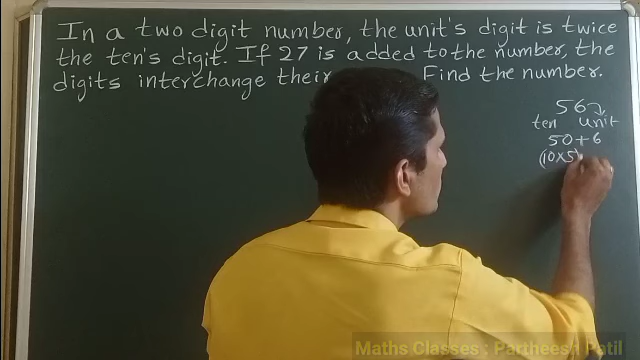 In a two digit number, the unit's digit is twice
the ten's digit. If 27 is added to the number, the
digits interchange their Find the number.
56
ten unit
50+6
(10×5)
Maths Classes ; Partheesh Patil